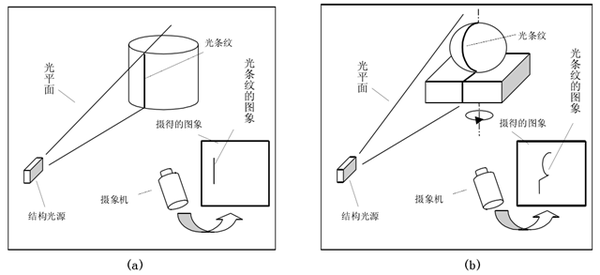 光条纹
光平面
光条纹的图象
摄得的图象
摄象机
结构光源
(a)
光条纹
光平面
光条纹的图象
摄得的图象
摄象机
结构光源
(b)